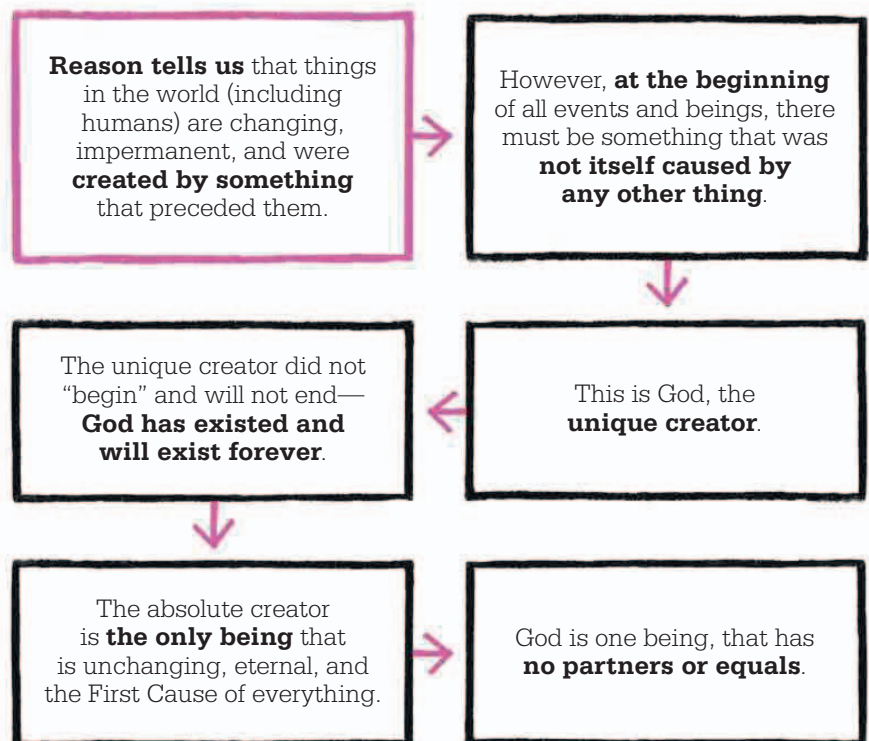 Reason tells us that things
in the world (including
humans) are changing,
impermanent, and were
created by something
that preceded them.
However, at the beginning
of all events and beings, there
must be something that was
not itself caused by
any other thing.
This is God, the
unique creator.
The unique creator did not
“begin” and will not end—
God has existed and
will exist forever.
The absolute creator
is the only being that
is unchanging, eternal, and
the First Cause of everything.
God is one being, that has
no partners or equals.